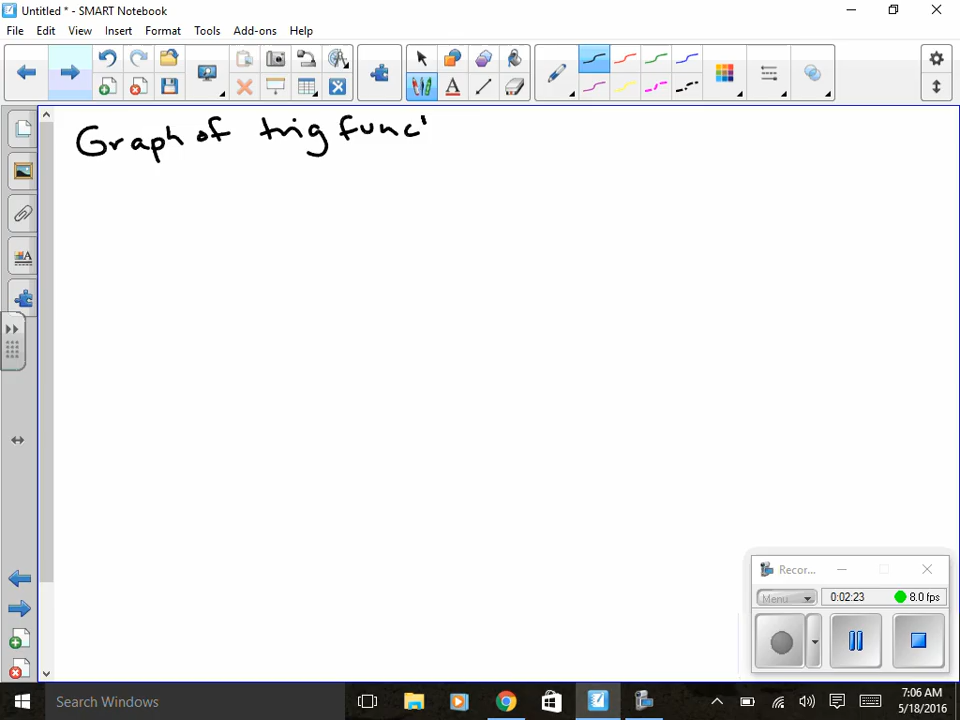 Untitled * - SMART Notebook
File Edit View Insert Format Tools Add-ons Help
Graph of trig func
Recor...
Menu 0:02:23 8.0 fps
Search Windows
7:06 AM
5/18/2016